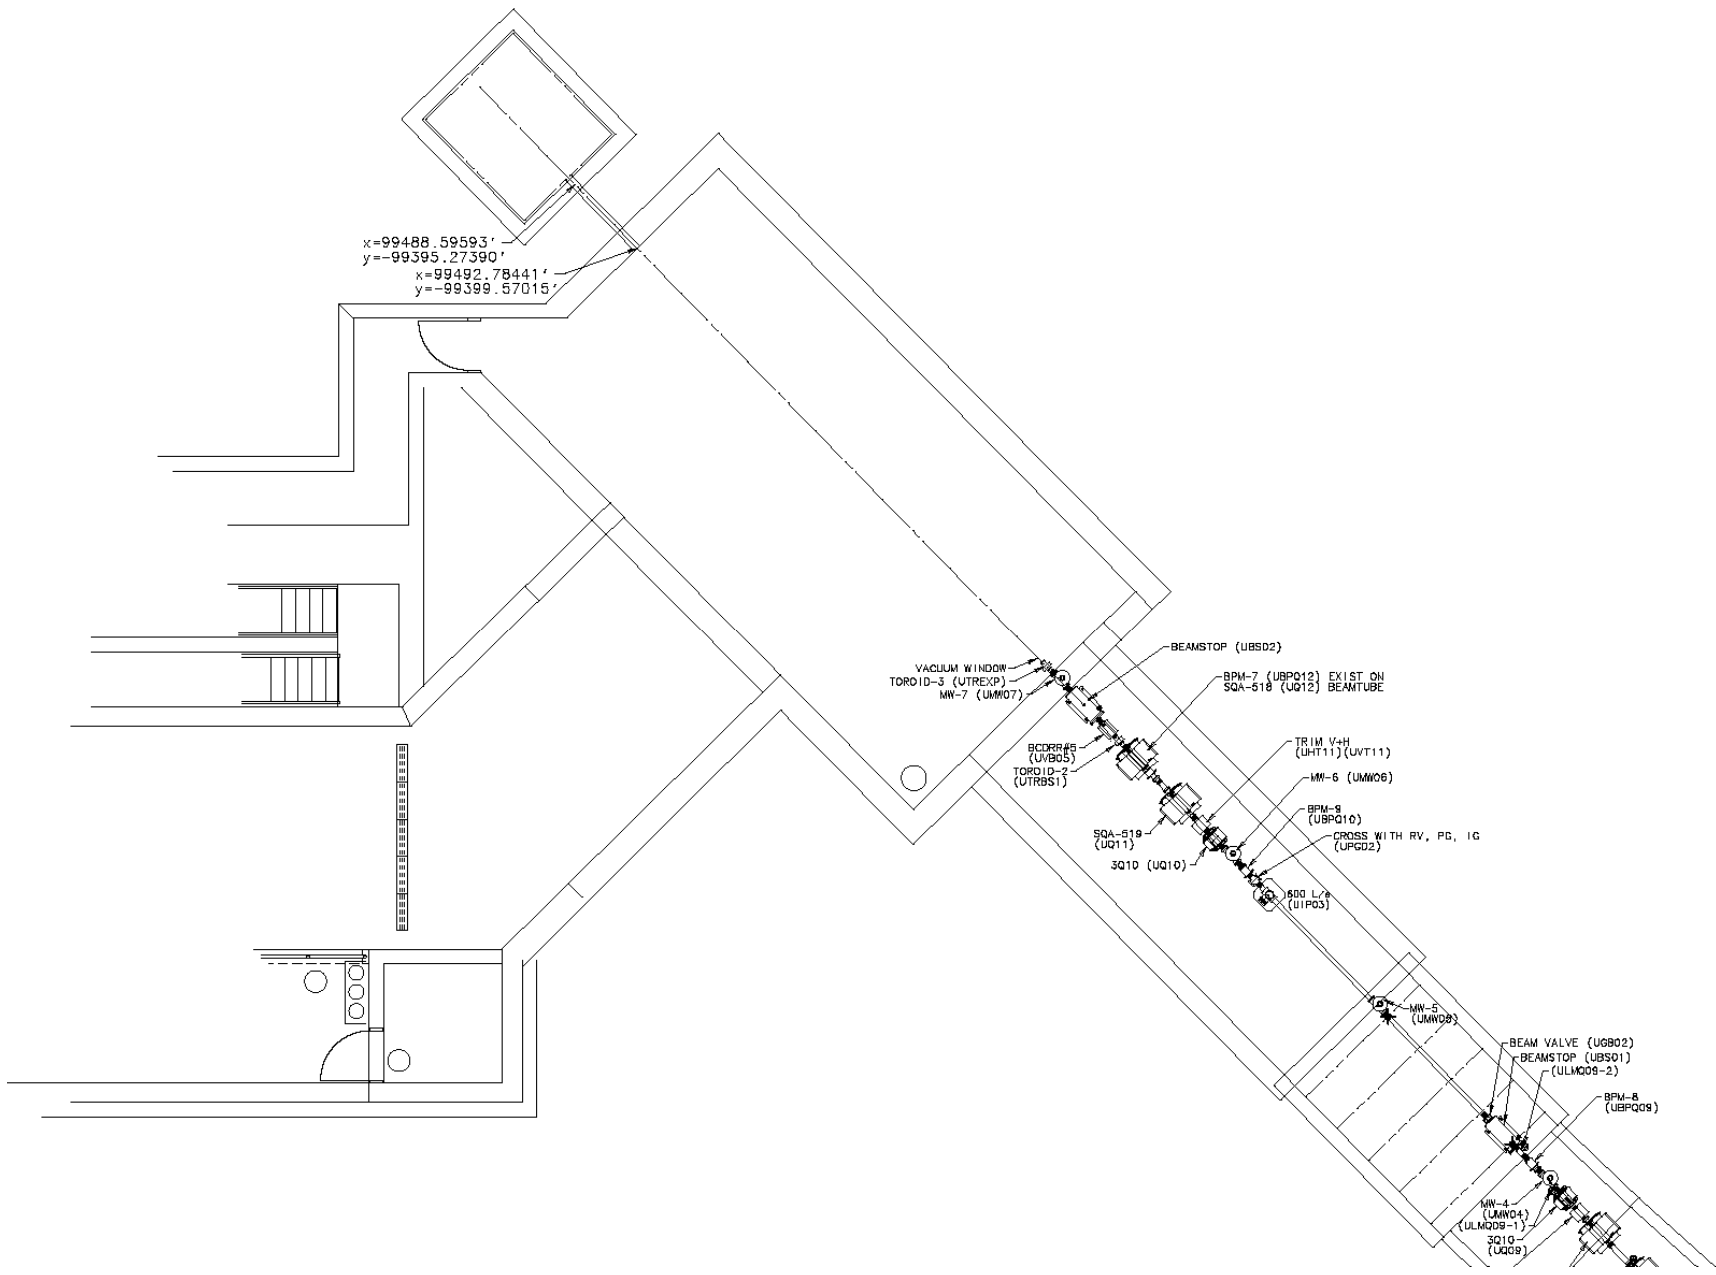 x=99488.59593'
y=-99395.27390'
x=99492.78441'
y=-99399.57015'
BEAMSTOP (UBS02)
VACUUM WINDOW
TOROID-3 (UTREXP)
MW-7 (UMW07)
BPM-7 (UBPQ12) EXIST ON
SQA-518 (UQ12) BEAMTUBE
BCORR#5
(UVB05)
TOROID-2
(UTRBS1)
TRIM V+H
(UHT11)(UVT11)
MW-6 (UMW06)
BPM-9
(UBPQ10)
SQA-519
(UQ11)
CROSS WITH RV, PG, IG
(UPG02)
3Q10 (UQ10)
600 L/s
(UIP03)
MW-5
(UMW05)
BEAM VALVE (UGB02)
BEAMSTOP (UBS01)
(ULMQ09-2)
BPM-8
(UBPQ09)
MW-4
(UMW04)
(ULMQ09-1)
3Q10
(UQ09)